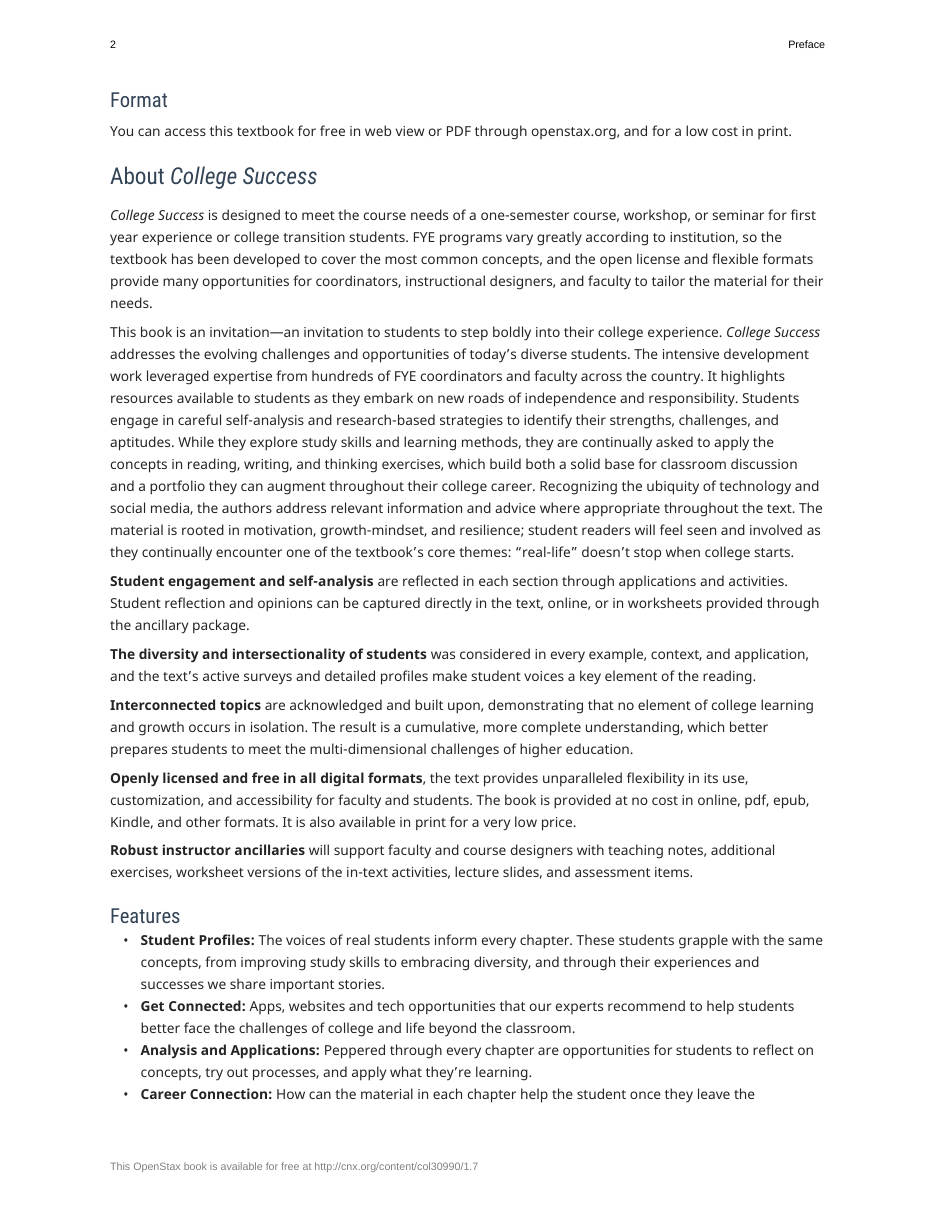 2 Preface
Format
You can access this textbook for free in web view or PDF through openstax.org, and for a low cost in print.
About College Success
College Success is designed to meet the course needs of a one-semester course, workshop, or seminar for first
year experience or college transition students. FYE programs vary greatly according to institution, so the
textbook has been developed to cover the most common concepts, and the open license and flexible formats
provide many opportunities for coordinators, instructional designers, and faculty to tailor the material for their
needs.
This book is an invitation—an invitation to students to step boldly into their college experience. College Success
addresses the evolving challenges and opportunities of today’s diverse students. The intensive development
work leveraged expertise from hundreds of FYE coordinators and faculty across the country. It highlights
resources available to students as they embark on new roads of independence and responsibility. Students
engage in careful self-analysis and research-based strategies to identify their strengths, challenges, and
aptitudes. While they explore study skills and learning methods, they are continually asked to apply the
concepts in reading, writing, and thinking exercises, which build both a solid base for classroom discussion
and a portfolio they can augment throughout their college career. Recognizing the ubiquity of technology and
social media, the authors address relevant information and advice where appropriate throughout the text. The
material is rooted in motivation, growth-mindset, and resilience; student readers will feel seen and involved as
they continually encounter one of the textbook’s core themes: “real-life” doesn’t stop when college starts.
Student engagement and self-analysis are reflected in each section through applications and activities.
Student reflection and opinions can be captured directly in the text, online, or in worksheets provided through
the ancillary package.
The diversity and intersectionality of students was considered in every example, context, and application,
and the text’s active surveys and detailed profiles make student voices a key element of the reading.
Interconnected topics are acknowledged and built upon, demonstrating that no element of college learning
and growth occurs in isolation. The result is a cumulative, more complete understanding, which better
prepares students to meet the multi-dimensional challenges of higher education.
Openly licensed and free in all digital formats, the text provides unparalleled flexibility in its use,
customization, and accessibility for faculty and students. The book is provided at no cost in online, pdf, epub,
Kindle, and other formats. It is also available in print for a very low price.
Robust instructor ancillaries will support faculty and course designers with teaching notes, additional
exercises, worksheet versions of the in-text activities, lecture slides, and assessment items.
Features
• Student Profiles: The voices of real students inform every chapter. These students grapple with the same
concepts, from improving study skills to embracing diversity, and through their experiences and
successes we share important stories.
• Get Connected: Apps, websites and tech opportunities that our experts recommend to help students
better face the challenges of college and life beyond the classroom.
• Analysis and Applications: Peppered through every chapter are opportunities for students to reflect on
concepts, try out processes, and apply what they’re learning.
• Career Connection: How can the material in each chapter help the student once they leave the
This OpenStax book is available for free at http://cnx.org/content/col30990/1.7